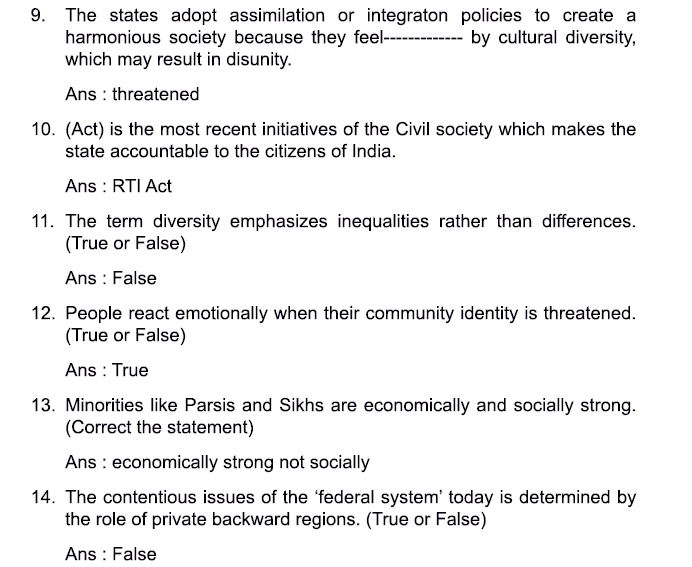 9. The states adopt assimilation or integraton policies to create a
harmonious society because they feel------------- by cultural diversity,
which may result in disunity.
Ans : threatened
10. (Act) is the most recent initiatives of the Civil society which makes the
state accountable to the citizens of India.
Ans : RTI Act
11. The term diversity emphasizes inequalities rather than differences.
(True or False)
Ans : False
12. People react emotionally when their community identity is threatened.
(True or False)
Ans : True
13. Minorities like Parsis and Sikhs are economically and socially strong.
(Correct the statement)
Ans : economically strong not socially
14. The contentious issues of the ‘federal system’ today is determined by
the role of private backward regions. (True or False)
Ans : False